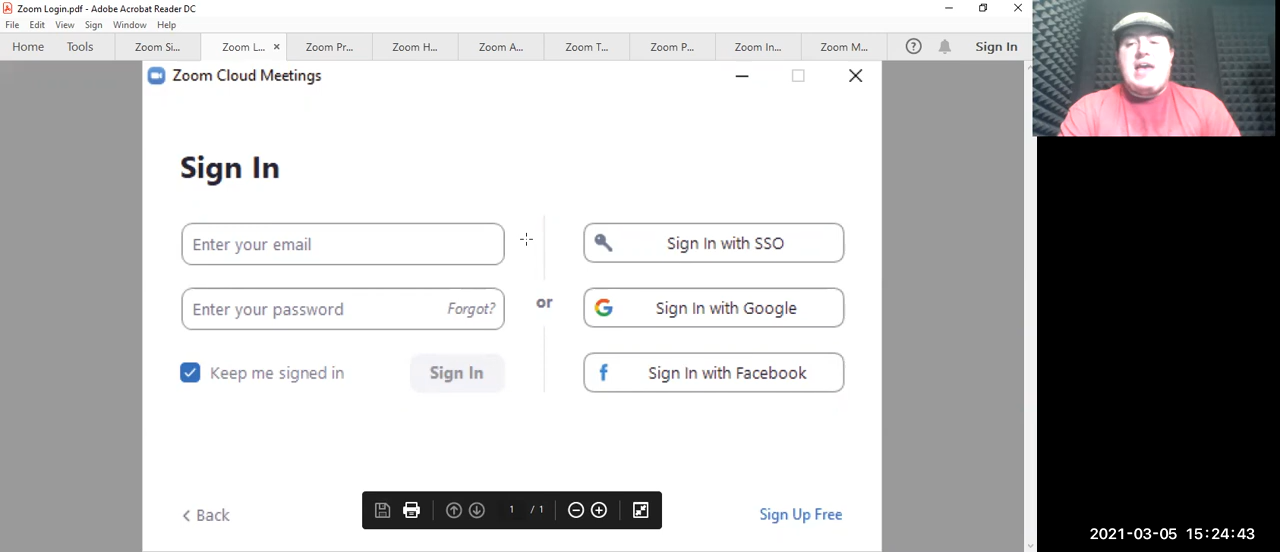 Zoom Login.pdf - Adobe Acrobat Reader DC
File Edit View Sign Window Help
Home Tools Zoom Si... Zoom L... Zoom Pr... Zoom H... Zoom A... Zoom T... Zoom P... Zoom In... Zoom M... Sign In
Zoom Cloud Meetings
Sign In
Enter your email
Enter your password Forgot?
Keep me signed in Sign In
or
Sign In with SSO
Sign In with Google
Sign In with Facebook
Back
1 / 1
Sign Up Free
2021-03-05 15:24:43